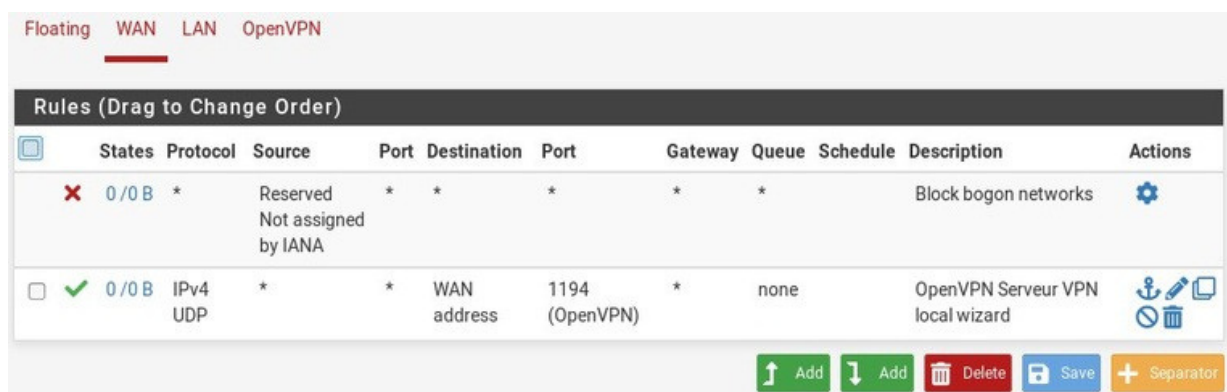 Floating WAN LAN OpenVPN
Rules (Drag to Change Order)
States Protocol Source Port Destination Port Gateway Queue Schedule Description Actions
0 /0 B * Reserved Not assigned by IANA * * * * * Block bogon networks
0 /0 B IPv4 UDP * * WAN address 1194 (OpenVPN) * none OpenVPN Serveur VPN local wizard
Add Add Delete Save Separator